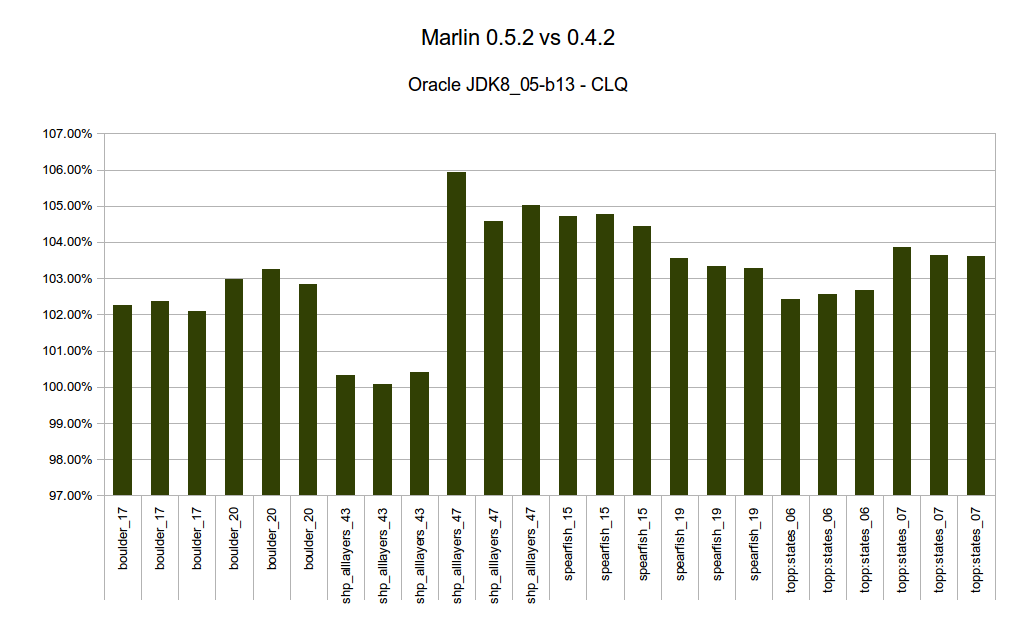 Marlin 0.5.2 vs 0.4.2
Oracle JDK8_05-b13 - CLQ
107.00%
106.00%
105.00%
104.00%
103.00%
102.00%
101.00%
100.00%
99.00%
98.00%
97.00%
boulder_17
boulder_17
boulder_17
boulder_20
boulder_20
boulder_20
shp_alllayers_43
shp_alllayers_43
shp_alllayers_43
shp_alllayers_47
shp_alllayers_47
shp_alllayers_47
spearfish_15
spearfish_15
spearfish_15
spearfish_19
spearfish_19
spearfish_19
topp:states_06
topp:states_06
topp:states_06
topp:states_07
topp:states_07
topp:states_07